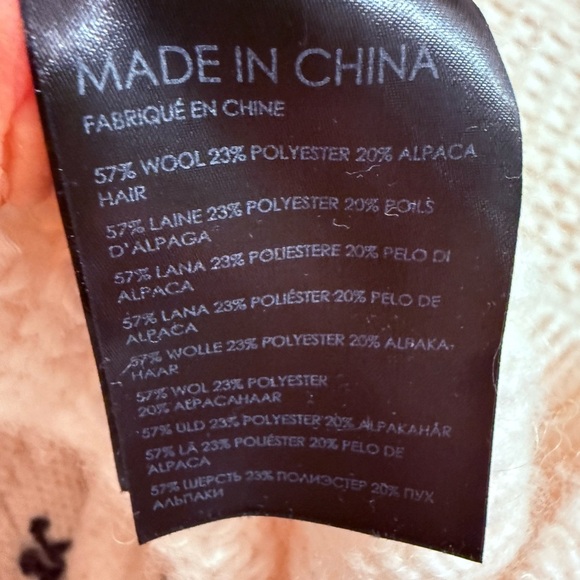 MADE IN CHINA
FABRIQUÉ EN CHINE
57% WOOL 23% POLYESTER 20% ALPACA
HAIR
57% LAINE 23% POLYESTER 20% POILS
D'ALPAGA
57% LANA 23% POLIESTERE 20% PELO DI
ALPACA
57% LANA 23% POLIÉSTER 20% PELO DE
ALPACA
57% WOLLE 23% POLYESTER 20% ALPAKA-
HAAR
57% WOL 23% POLYESTER
20% ALPACAHAAR
57% ULD 23% POLYESTER 20% ALPAKAHÅR
57% LÃ 23% POLIÉSTER 20% PELO DE
ALPACA
57% ШЕРСТЬ 23% ПОЛИЭСТЕР 20% ПУХ
АЛЬПАКИ